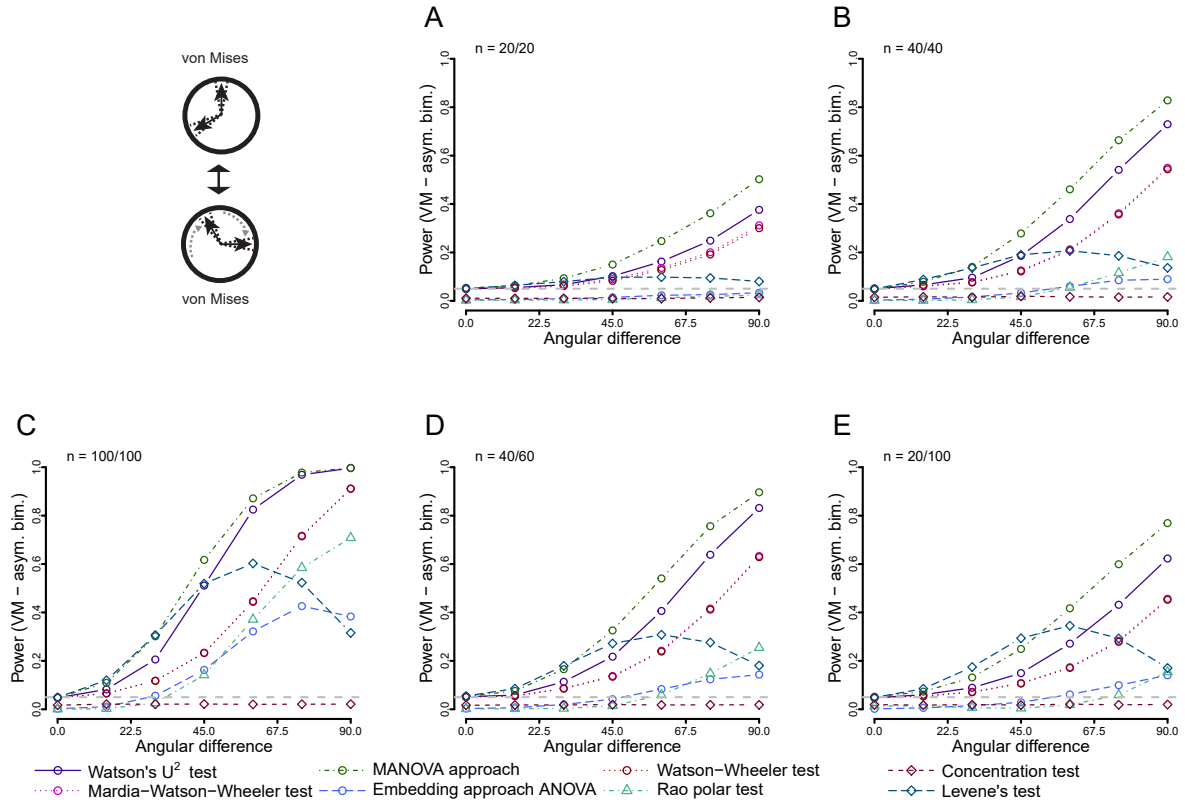 von Mises
von Mises
A
n = 20/20
Power (VM − asym. bim.)
0.0 0.2 0.4 0.6 0.8 1.0
0.0 22.5 45.0 67.5 90.0
Angular difference
B
n = 40/40
Power (VM − asym. bim.)
0.0 0.2 0.4 0.6 0.8 1.0
0.0 22.5 45.0 67.5 90.0
Angular difference
C
n = 100/100
Power (VM − asym. bim.)
0.0 0.2 0.4 0.6 0.8 1.0
0.0 22.5 45.0 67.5 90.0
Angular difference
D
n = 40/60
Power (VM − asym. bim.)
0.0 0.2 0.4 0.6 0.8 1.0
0.0 22.5 45.0 67.5 90.0
Angular difference
E
n = 20/100
Power (VM − asym. bim.)
0.0 0.2 0.4 0.6 0.8 1.0
0.0 22.5 45.0 67.5 90.0
Angular difference
Watson's U² test
Mardia−Watson−Wheeler test
MANOVA approach
Embedding approach ANOVA
Watson−Wheeler test
Rao polar test
Concentration test
Levene's test